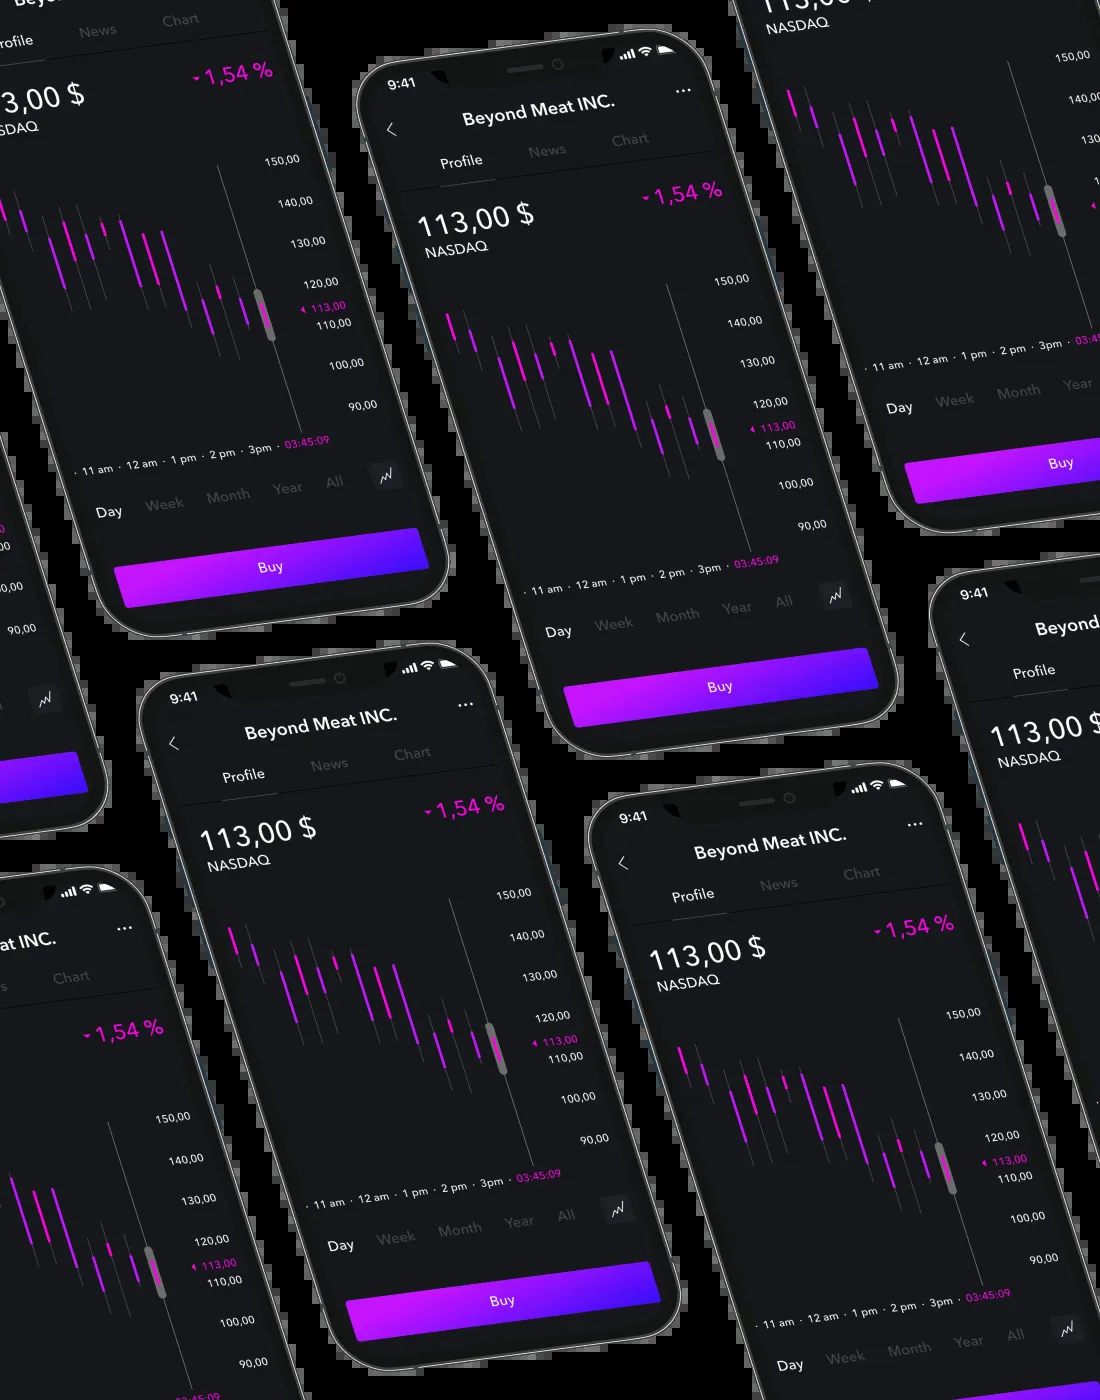 Profile
News
Chart
1,54 %
3,00 $
SDAQ
150,00
140,00
130,00
120,00
113,00
110,00
100,00
90,00
· 11 am · 12 am · 1 pm · 2 pm · 3pm · 03:45:09
Day Week Month Year All
Buy
9:41
Beyond Meat INC.
Profile News Chart
1,54 %
113,00 $
NASDAQ
150,00
140,00
130,00
120,00
113,00
110,00
100,00
90,00
· 11 am · 12 am · 1 pm · 2 pm · 3pm · 03:45:09
Day Week Month Year All
Buy
113,00
NASDAQ
150,00
140,00
130
· 11 am · 12 am · 1 pm · 2 pm · 3pm · 03:45
Day Week Month Year
Buy
90,00
9:41
Beyond Meat INC.
Profile News Chart
1,54 %
113,00 $
NASDAQ
150,00
140,00
130,00
120,00
113,00
110,00
100,00
90,00
· 11 am · 12 am · 1 pm · 2 pm · 3pm · 03:45:09
Day Week Month Year All
Buy
9:41
Beyond
Profile
113,00 $
NASDAQ
9:41
Beyond Meat INC.
Profile News Chart
1,54 %
113,00 $
NASDAQ
150,00
140,00
130,00
120,00
113,00
110,00
100,00
90,00
· 11 am · 12 am · 1 pm · 2 pm · 3pm · 03:45:09
Day Week Month Year All
at INC.
s Chart
1,54 %
150,00
140,00
130,00
120,00
113,00
110,00
100,00
90,00
03:45:09